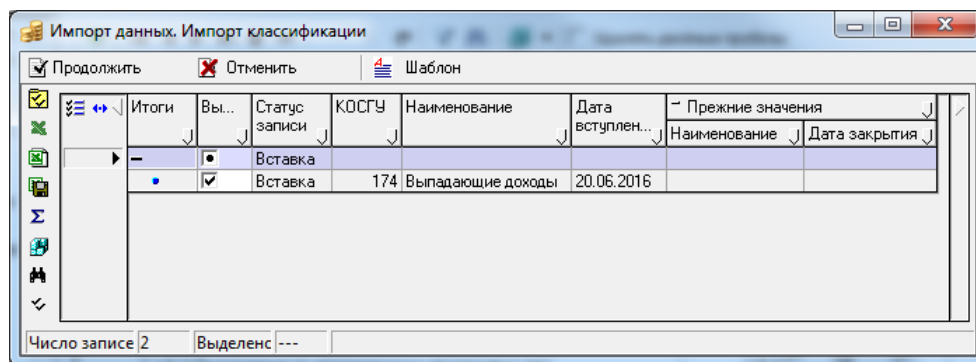 Импорт данных. Импорт классификации
Продолжить Отменить Шаблон
Итоги Вы... Статус записи КОСГУ Наименование Дата вступлен... Прежние значения
Наименование Дата закрытия
Вставка
Вставка 174 Выпадающие доходы 20.06.2016
Число записе 2 Выделенс ---